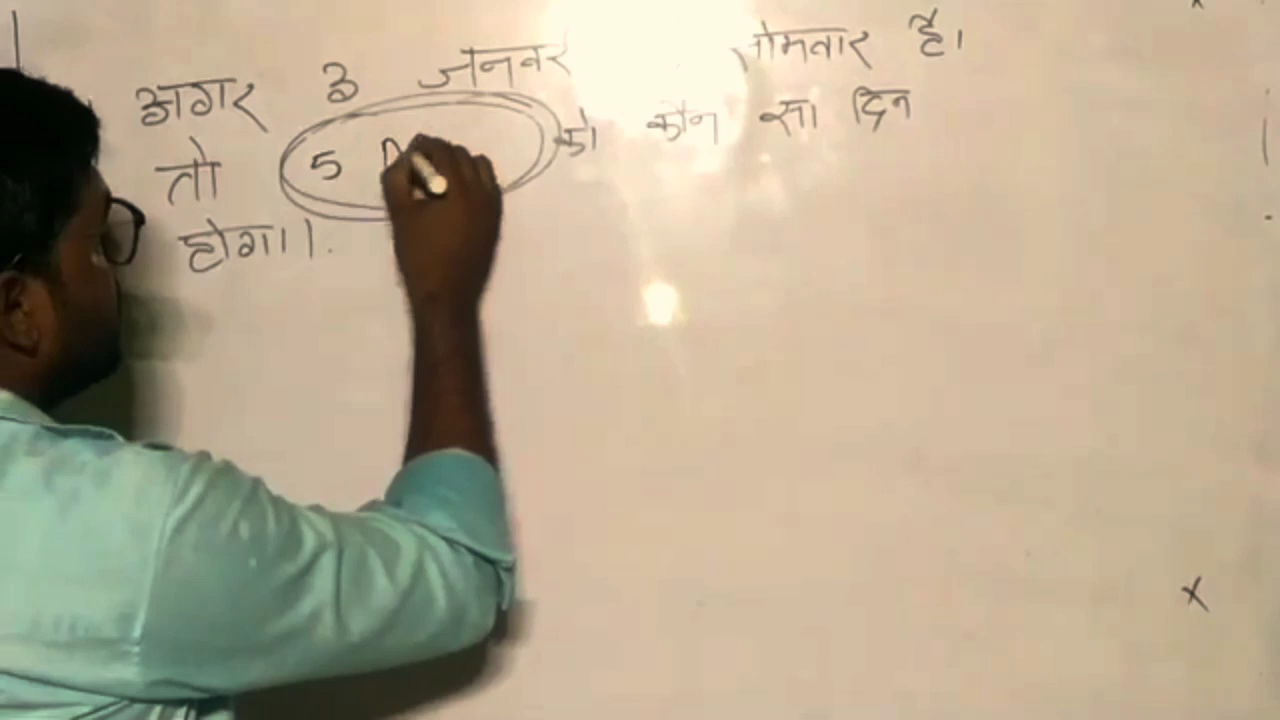 अगर 3 जनवर ोमवार है।
तो 5 को कौन सा दिन
होगा।।